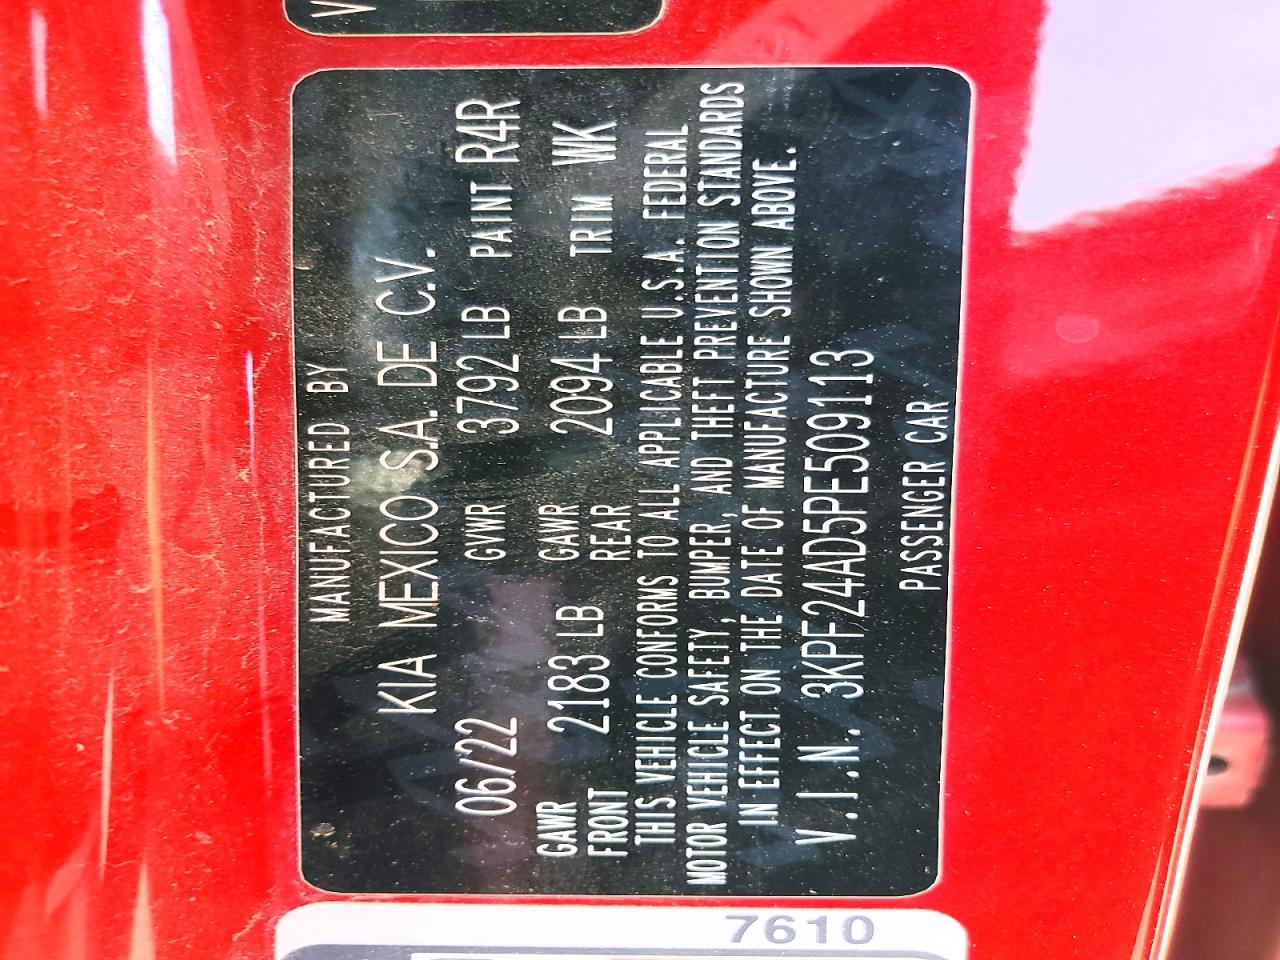 MANUFACTURED BY
KIA MEXICO S.A. DE C.V.
06/22 GVWR 3792 LB PAINT R4R
GAWR FRONT 2183 LB GAWR REAR 2094 LB TRIM WK
THIS VEHICLE CONFORMS TO ALL APPLICABLE U.S.A. FEDERAL
MOTOR VEHICLE SAFETY, BUMPER, AND THEFT PREVENTION STANDARDS
IN EFFECT ON THE DATE OF MANUFACTURE SHOWN ABOVE.
V.I.N. 3KPF24AD5PE509113
PASSENGER CAR
7610